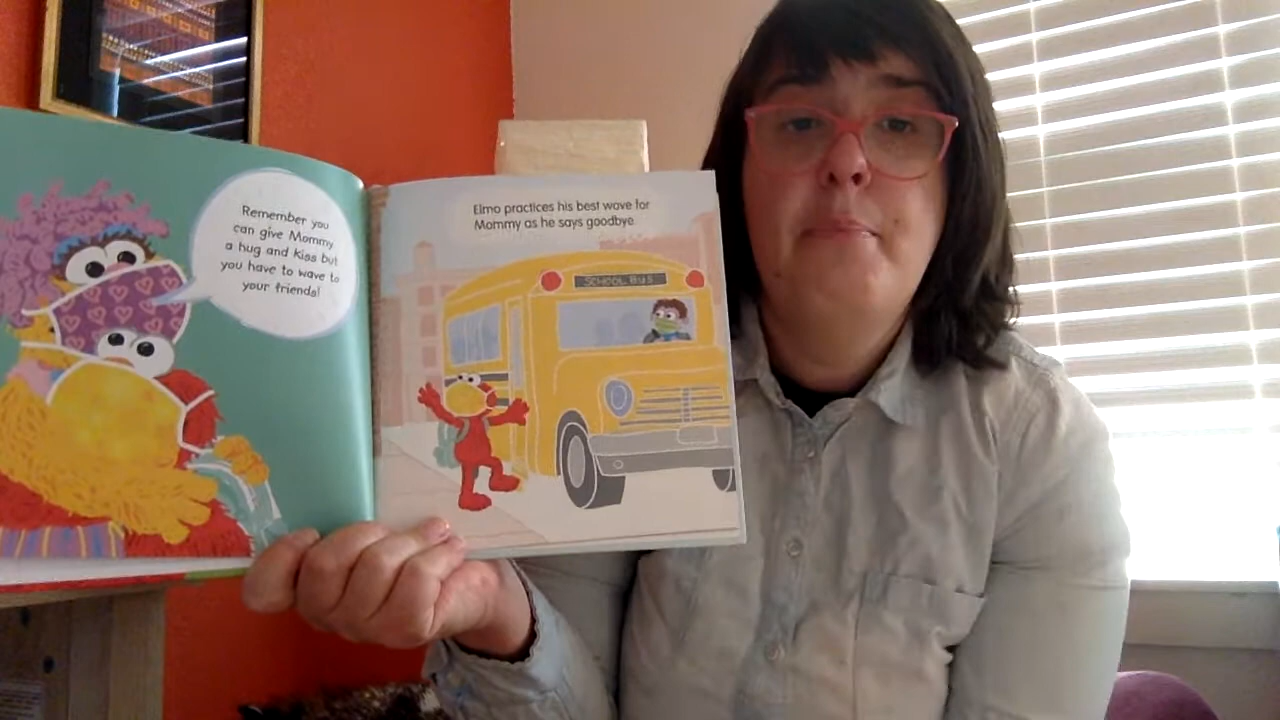 Remember you
can give Mommy
a hug and kiss but
you have to wave to
your friends!
Elmo practices his best wave for
Mommy as he says goodbye.
SCHOOL BUS